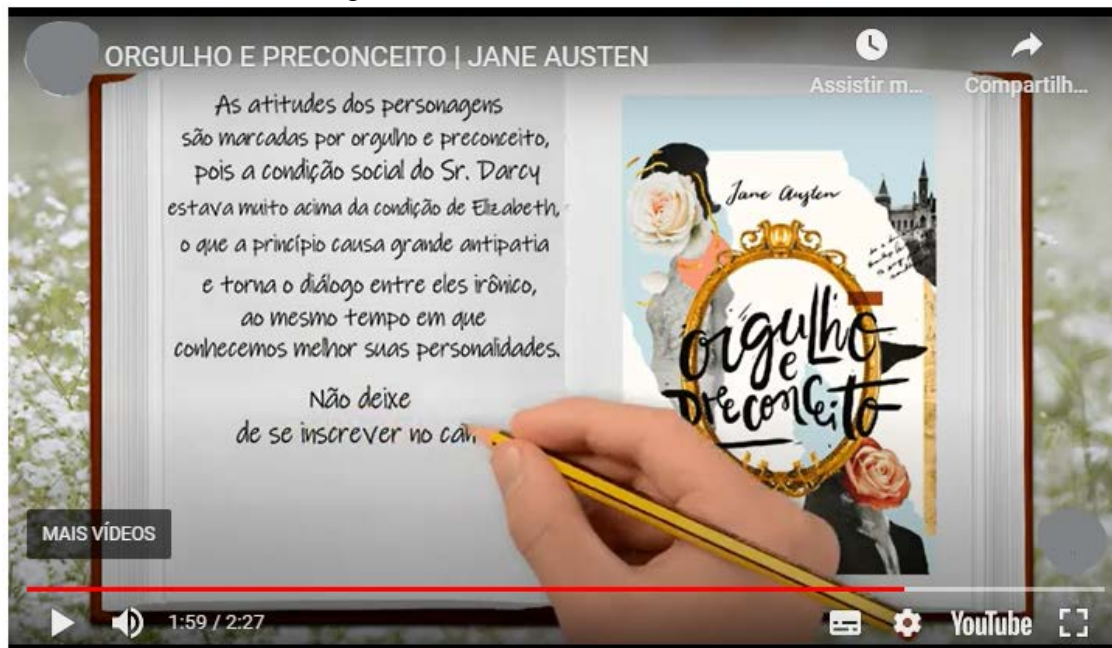 ORGULHO E PRECONCEITO | JANE AUSTEN
Assistir m...
Compartilh...
As atitudes dos personagens
são marcadas por orgulho e preconceito,
pois a condição social do Sr. Darcy
estava muito acima da condição de Elizabeth,
o que a princípio causa grande antipatia
e torna o diálogo entre eles irônico,
ao mesmo tempo em que
conhecemos melhor suas personalidades.
Não deixe
de se inscrever no can
Jane Austen
orgulho
e
preconceito
MAIS VÍDEOS
1:59 / 2:27
YouTube